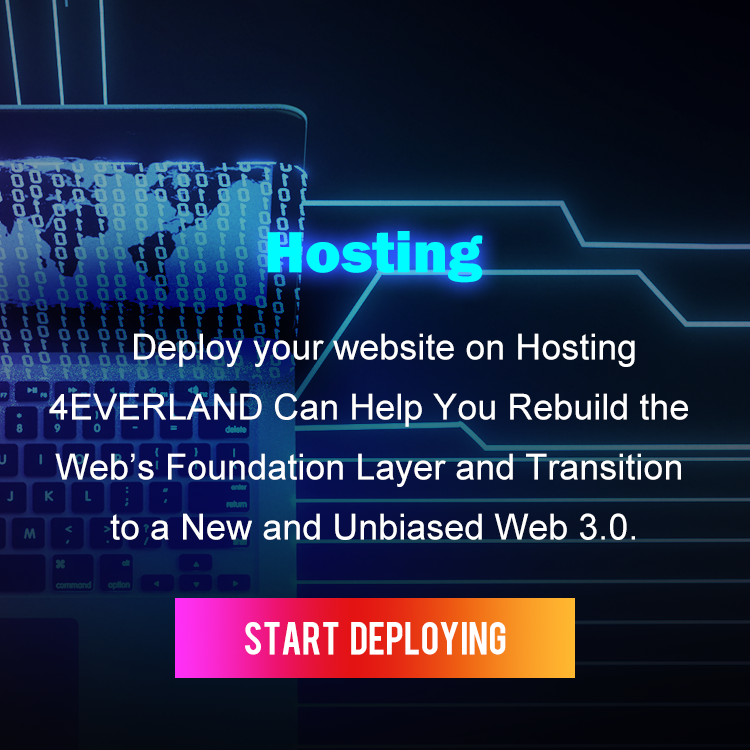 Hosting
Deploy your website on Hosting
4EVERLAND Can Help You Rebuild the
Web’s Foundation Layer and Transition
to a New and Unbiased Web 3.0.
START DEPLOYING